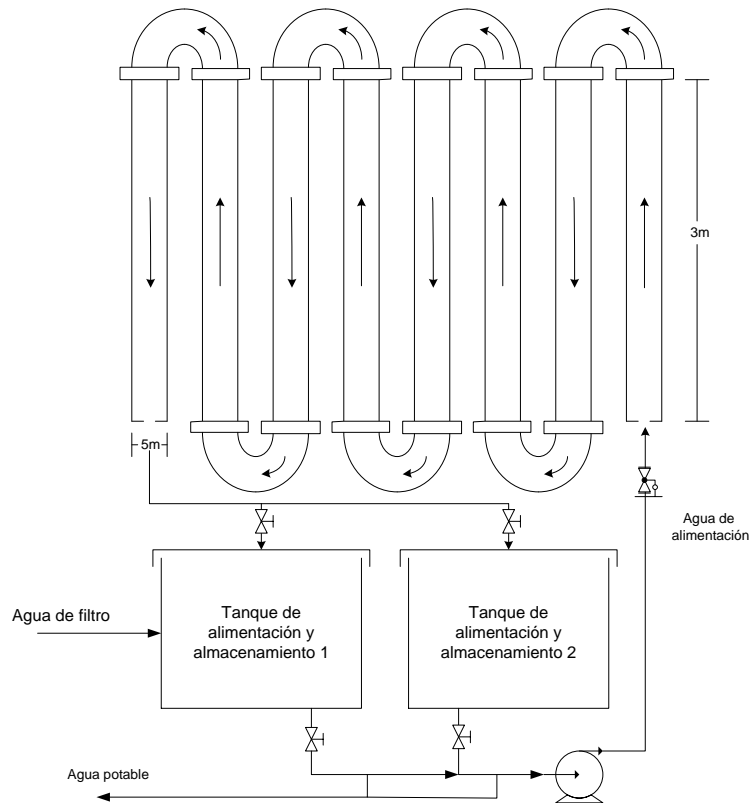 3m
5m
Agua de
alimentación
Agua de filtro
Tanque de
alimentación y
almacenamiento 1
Tanque de
alimentación y
almacenamiento 2
Agua potable